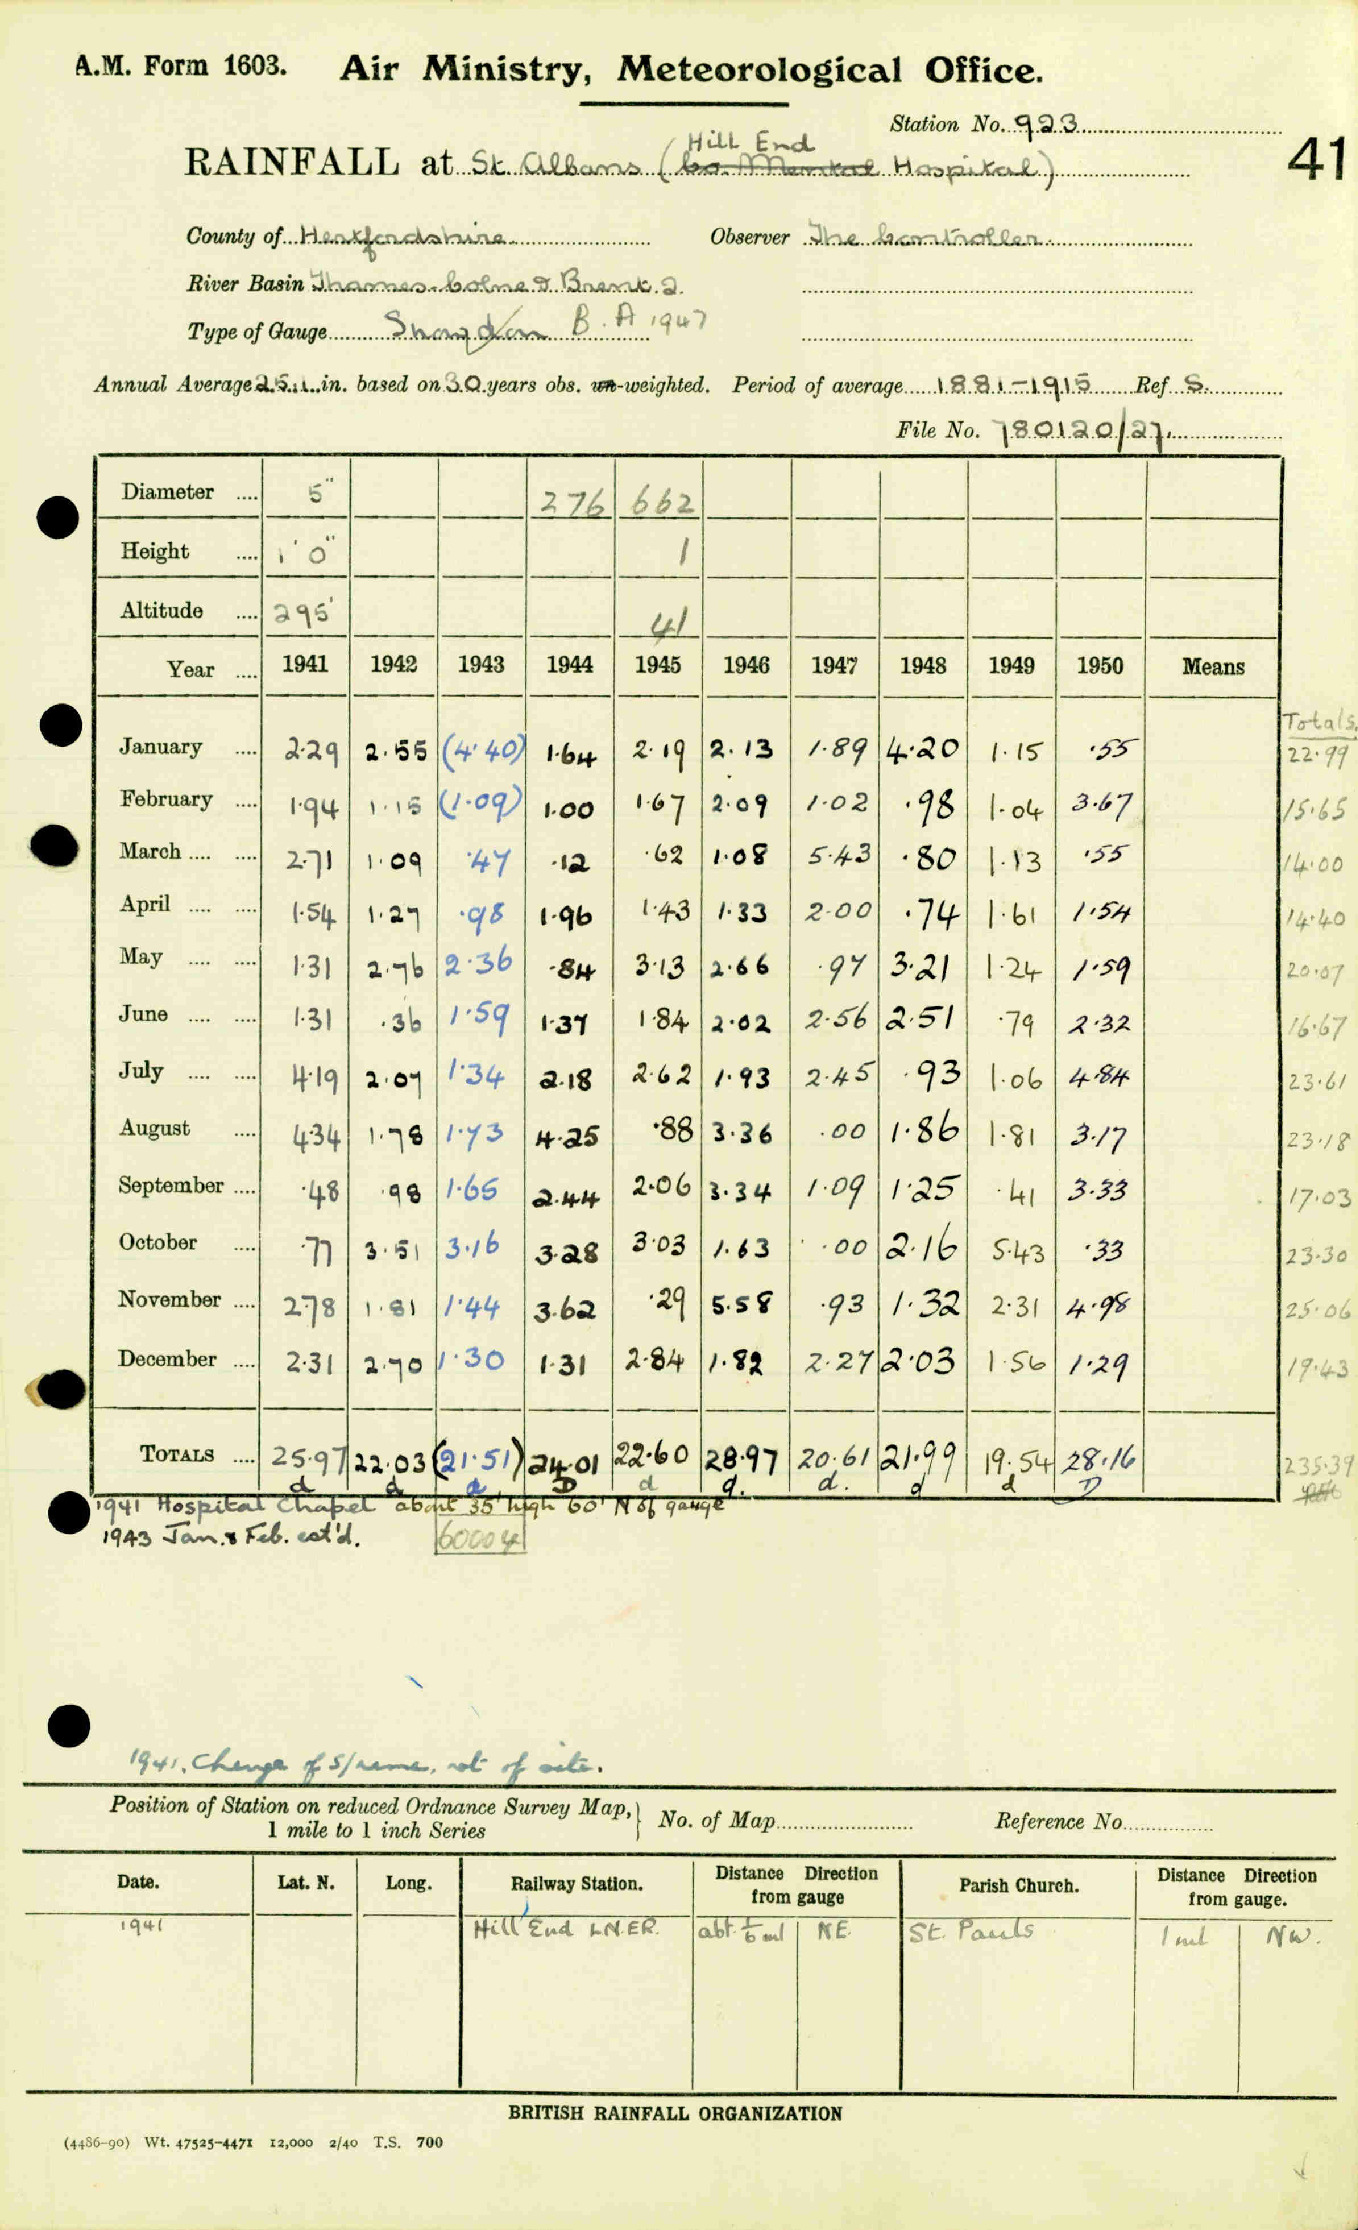 A.M. Form 1603. Air Ministry, Meteorological Office.
Station No. 923
41
Hill End
RAINFALL at St. Albans (Co. Mental Hospital)
County of Hertfordshire Observer The Controller
River Basin Thames-Colne & Brent. 2.
Type of Gauge Snowdon B.A 1947
Annual Average 25.1 in. based on 30 years obs. un-weighted. Period of average 1881-1915 Ref S.
File No. 780120/27.
Diameter .... 5" 276 662
Height .... 1' 0" 1
Altitude .... 295' 41
Year .... 1941 1942 1943 1944 1945 1946 1947 1948 1949 1950 Means
Totals.
January .... 2.29 2.55 (4.40) 1.64 2.19 2.13 1.89 4.20 1.15 .55 22.99
February .... 1.94 1.15 (1.09) 1.00 1.67 2.09 1.02 .98 1.04 3.67 15.65
March .... .... 2.71 1.09 .47 .12 .62 1.08 5.43 .80 1.13 .55 14.00
April .... .... 1.54 1.27 .98 1.96 1.43 1.33 2.00 .74 1.61 1.54 14.40
May .... .... 1.31 2.76 2.36 .84 3.13 2.66 .97 3.21 1.24 1.59 20.07
June .... .... 1.31 .36 1.59 1.37 1.84 2.02 2.56 2.51 .79 2.32 16.67
July .... .... 4.19 2.07 1.34 2.18 2.62 1.93 2.45 .93 1.06 4.84 23.61
August .... 4.34 1.78 1.73 4.25 .88 3.36 .00 1.86 1.81 3.17 23.18
September .... .48 .98 1.65 2.44 2.06 3.34 1.09 1.25 .41 3.33 17.03
October .... .77 3.51 3.16 3.28 3.03 1.63 .00 2.16 5.43 .33 23.30
November .... 2.78 1.81 1.44 3.62 .29 5.58 .93 1.32 2.31 4.98 25.06
December .... 2.31 2.70 1.30 1.31 2.84 1.82 2.27 2.03 1.56 1.29 19.43
TOTALS .... 25.97 22.03 (21.51) 24.01 22.60 28.97 20.61 21.99 19.54 28.16 235.39
d d d D d d. d. d d D
1941 Hospital Chapel about 35' high 60' N of gauge
1943 Jan. & Feb. est'd. 60004
1941. Change of S/name, not of site.
Position of Station on reduced Ordnance Survey Map, 1 mile to 1 inch Series } No. of Map Reference No.
Date. Lat. N. Long. Railway Station. Distance Direction from gauge Parish Church. Distance Direction from gauge.
1941 Hill End L.N.E.R. abt. 1/6 ml NE. St. Pauls 1 ml NW.
BRITISH RAINFALL ORGANIZATION
(4486-90) Wt. 47525-4471 12,000 2/40 T.S. 700